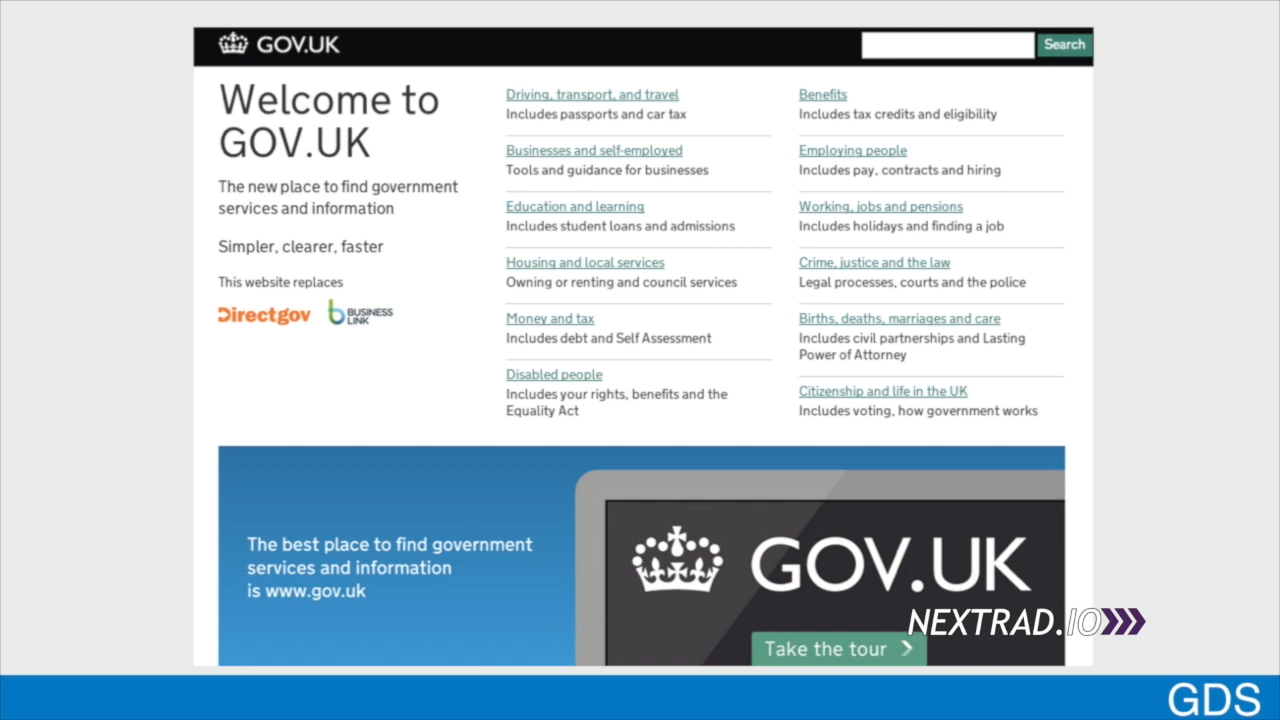 GOV.UK
Search
Welcome to
GOV.UK
The new place to find government
services and information
Simpler, clearer, faster
This website replaces
Directgov
BUSINESS
LINK
Driving, transport, and travel
Includes passports and car tax
Businesses and self-employed
Tools and guidance for businesses
Education and learning
Includes student loans and admissions
Housing and local services
Owning or renting and council services
Money and tax
Includes debt and Self Assessment
Disabled people
Includes your rights, benefits and the
Equality Act
Benefits
Includes tax credits and eligibility
Employing people
Includes pay, contracts and hiring
Working, jobs and pensions
Includes holidays and finding a job
Crime, justice and the law
Legal processes, courts and the police
Births, deaths, marriages and care
Includes civil partnerships and Lasting
Power of Attorney
Citizenship and life in the UK
Includes voting, how government works
The best place to find government
services and information
is www.gov.uk
GOV.UK
NEXTRAD.IO
Take the tour
GDS